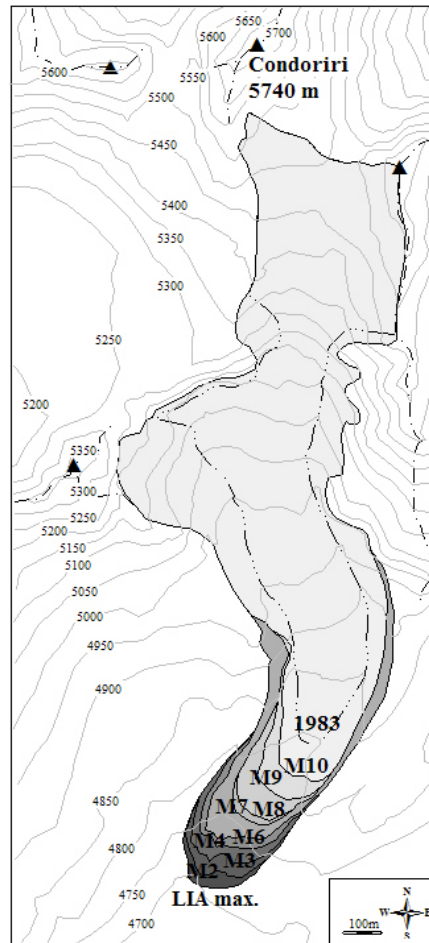 5650
5600
5700
5600
5550
Condoriri
5740 m
5500
5450
5400
5350
5300
5250
5200
5350
5300
5250
5200
5150
5100
5050
5000
4950
4900
1983
M10
M9
M7
M8
4850
M4
M6
M3
4800
M2
LIA max.
4750
4700
N
W
E
S
100m